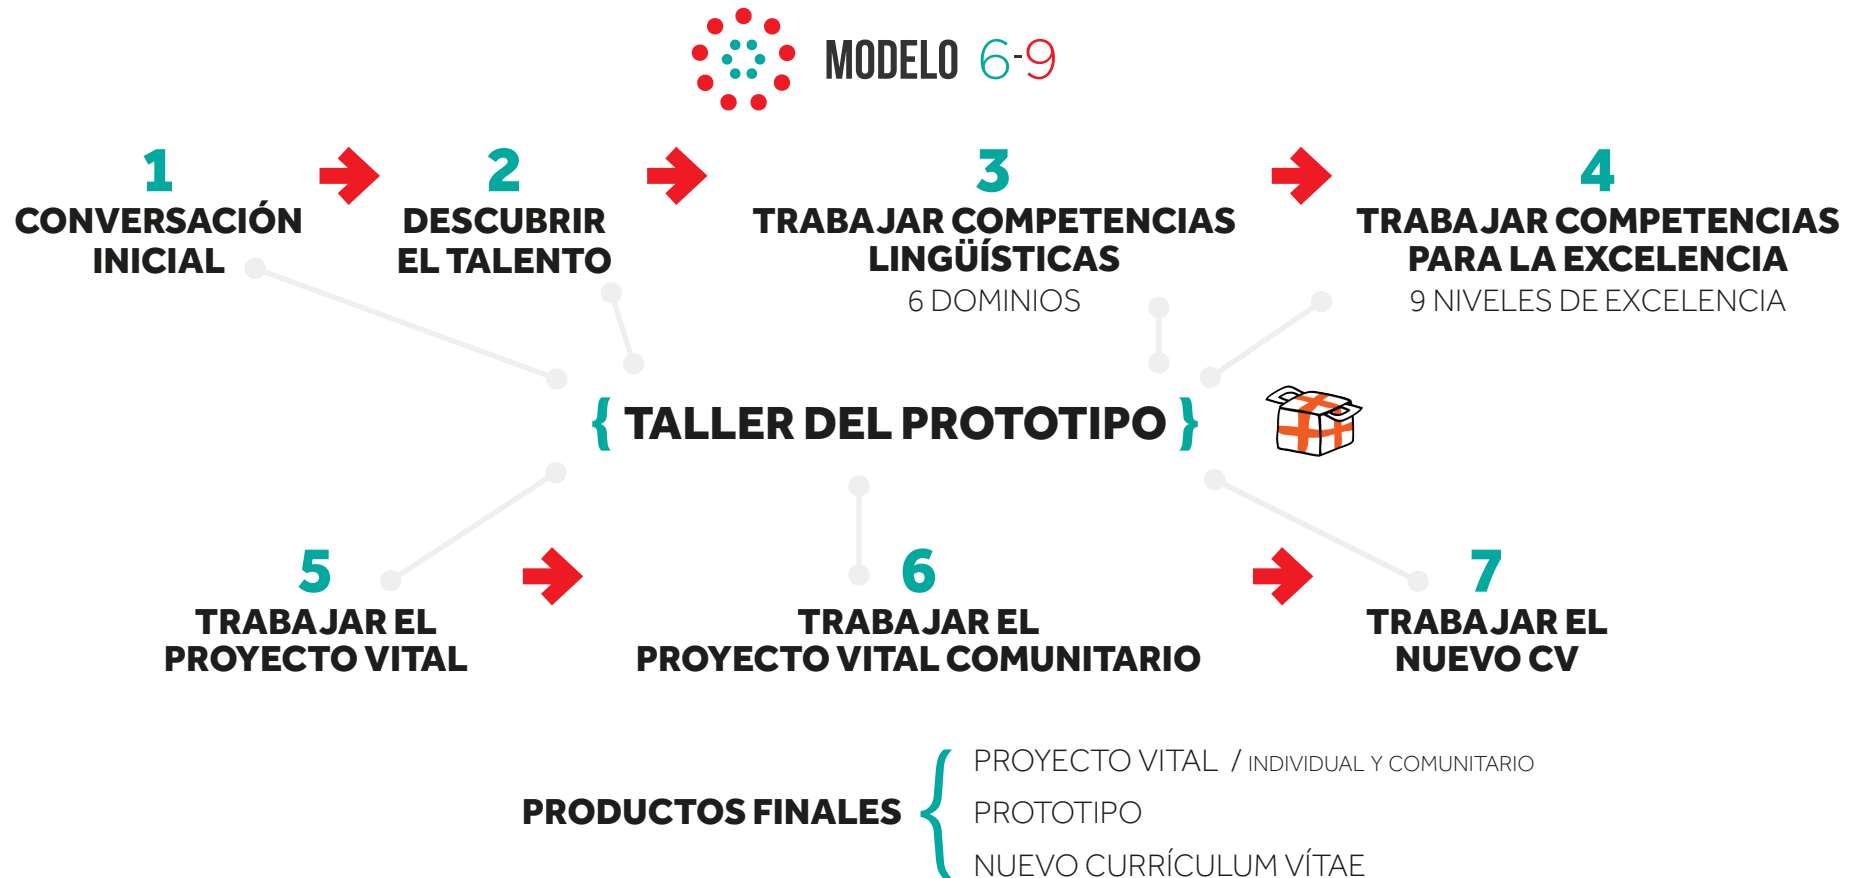 MODELO 6-9
1
CONVERSACIÓN
INICIAL
2
DESCUBRIR
EL TALENTO
3
TRABAJAR COMPETENCIAS
LINGÜÍSTICAS
6 DOMINIOS
4
TRABAJAR COMPETENCIAS
PARA LA EXCELENCIA
9 NIVELES DE EXCELENCIA
{ TALLER DEL PROTOTIPO }
5
TRABAJAR EL
PROYECTO VITAL
6
TRABAJAR EL
PROYECTO VITAL COMUNITARIO
7
TRABAJAR EL
NUEVO CV
PRODUCTOS FINALES {
PROYECTO VITAL / INDIVIDUAL Y COMUNITARIO
PROTOTIPO
NUEVO CURRÍCULUM VÍTAE